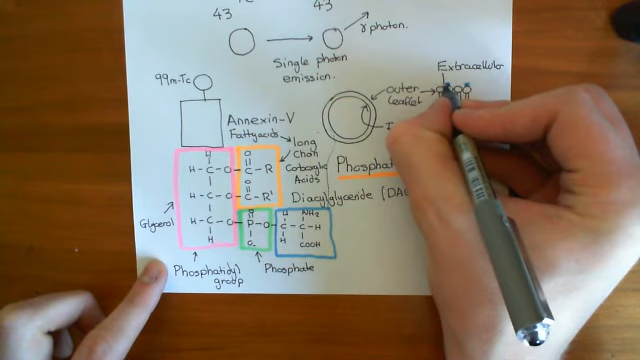 43
43
γ photon.
Single photon
emission.
99m-Tc
Annexin-V
Extracellular
outer
leaflet
Fatty acids
long
Chain
Carboxylic
Acids
H
O
H-C-O-C-R
O
H-C-O-C-R'
H-C-O-P-O-C-C-H
H
O-
H
NH2
H
COOH
Glycerol
Phosphatidyl
group
Phosphate
Diacylglyceride (DAG